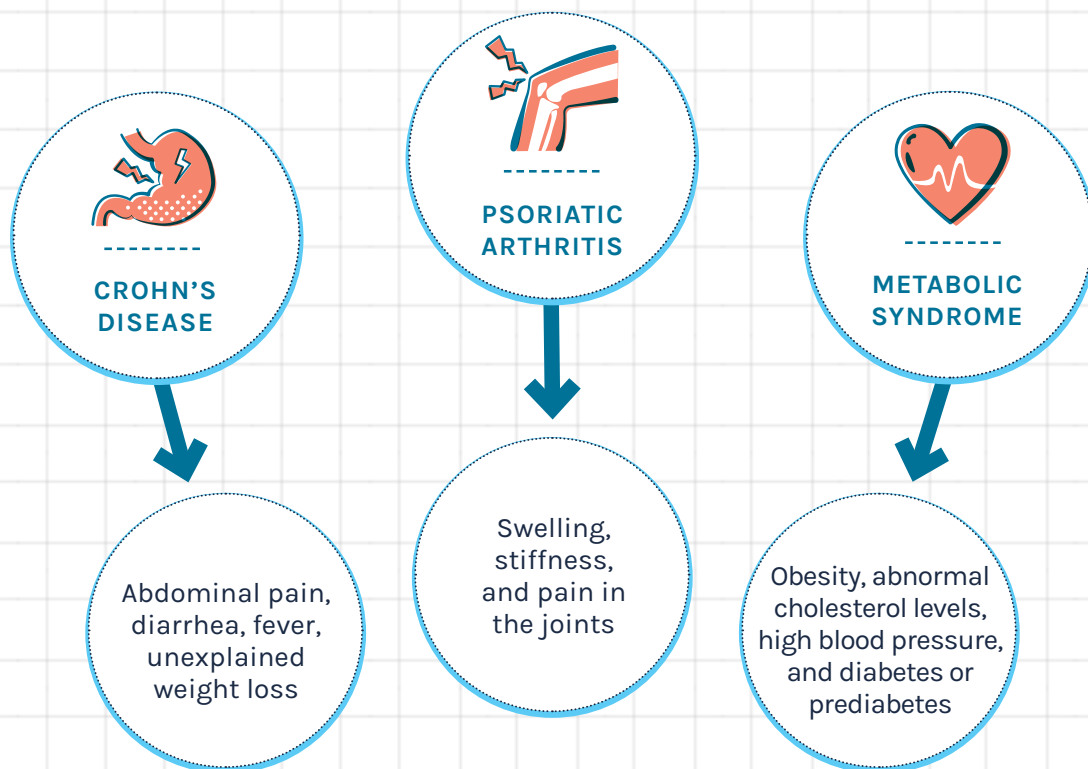 CROHN’S
DISEASE
Abdominal pain,
diarrhea, fever,
unexplained
weight loss
PSORIATIC
ARTHRITIS
Swelling,
stiffness,
and pain in
the joints
METABOLIC
SYNDROME
Obesity, abnormal
cholesterol levels,
high blood pressure,
and diabetes or
prediabetes